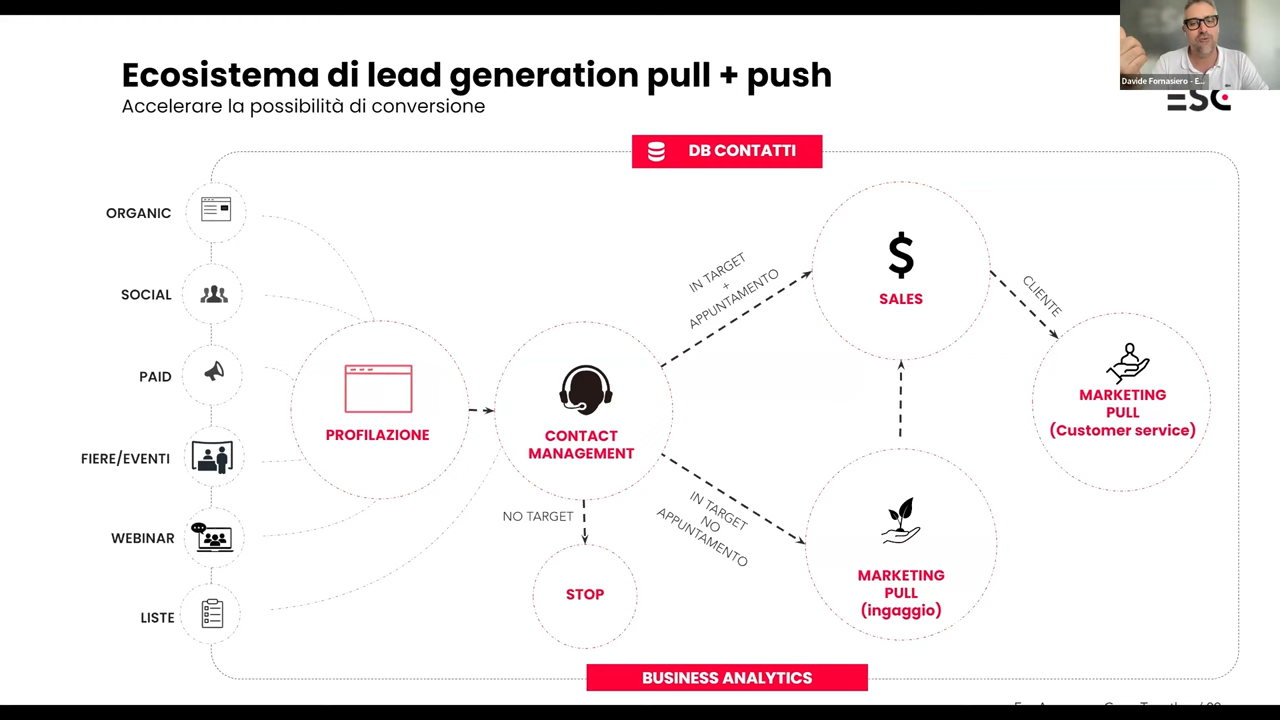 Ecosistema di lead generation pull + push
Accelerare la possibilità di conversione
Davide Fornasiero - E...
ESC
DB CONTATTI
ORGANIC
SOCIAL
PAID
FIERE/EVENTI
WEBINAR
LISTE
PROFILAZIONE
CONTACT
MANAGEMENT
NO TARGET
STOP
IN TARGET
+
APPUNTAMENTO
IN TARGET
NO
APPUNTAMENTO
$
SALES
CLIENTE
MARKETING
PULL
(ingaggio)
MARKETING
PULL
(Customer service)
BUSINESS ANALYTICS